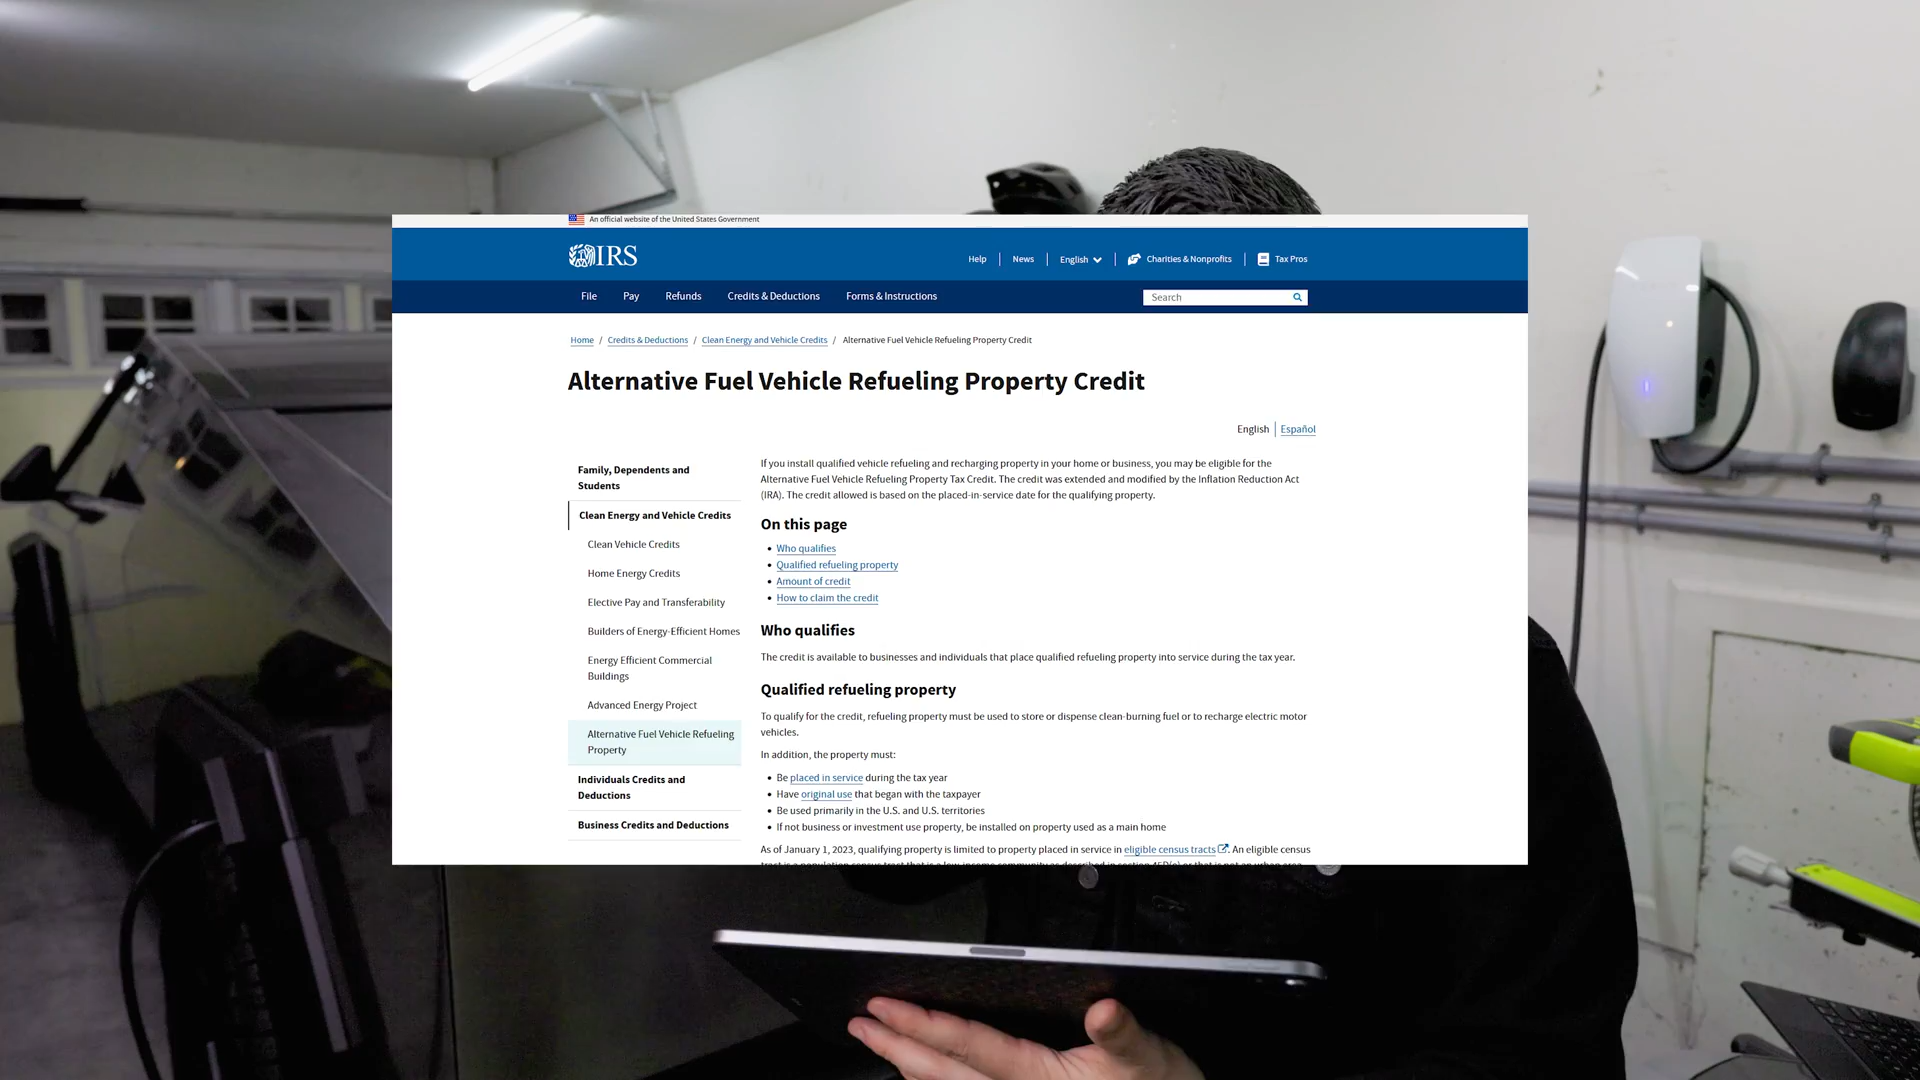 An official website of the United States Government
IRS
Help
News
English
Charities & Nonprofits
Tax Pros
File
Pay
Refunds
Credits & Deductions
Forms & Instructions
Search
Home / Credits & Deductions / Clean Energy and Vehicle Credits / Alternative Fuel Vehicle Refueling Property Credit
Alternative Fuel Vehicle Refueling Property Credit
English
Español
Family, Dependents and
Students
Clean Energy and Vehicle Credits
Clean Vehicle Credits
Home Energy Credits
Elective Pay and Transferability
Builders of Energy-Efficient Homes
Energy Efficient Commercial
Buildings
Advanced Energy Project
Alternative Fuel Vehicle Refueling
Property
Individuals Credits and
Deductions
Business Credits and Deductions
If you install qualified vehicle refueling and recharging property in your home or business, you may be eligible for the
Alternative Fuel Vehicle Refueling Property Tax Credit. The credit was extended and modified by the Inflation Reduction Act
(IRA). The credit allowed is based on the placed-in-service date for the qualifying property.
On this page
• Who qualifies
• Qualified refueling property
• Amount of credit
• How to claim the credit
Who qualifies
The credit is available to businesses and individuals that place qualified refueling property into service during the tax year.
Qualified refueling property
To qualify for the credit, refueling property must be used to store or dispense clean-burning fuel or to recharge electric motor
vehicles.
In addition, the property must:
• Be placed in service during the tax year
• Have original use that began with the taxpayer
• Be used primarily in the U.S. and U.S. territories
• If not business or investment use property, be installed on property used as a main home
As of January 1, 2023, qualifying property is limited to property placed in service in eligible census tracts. An eligible census